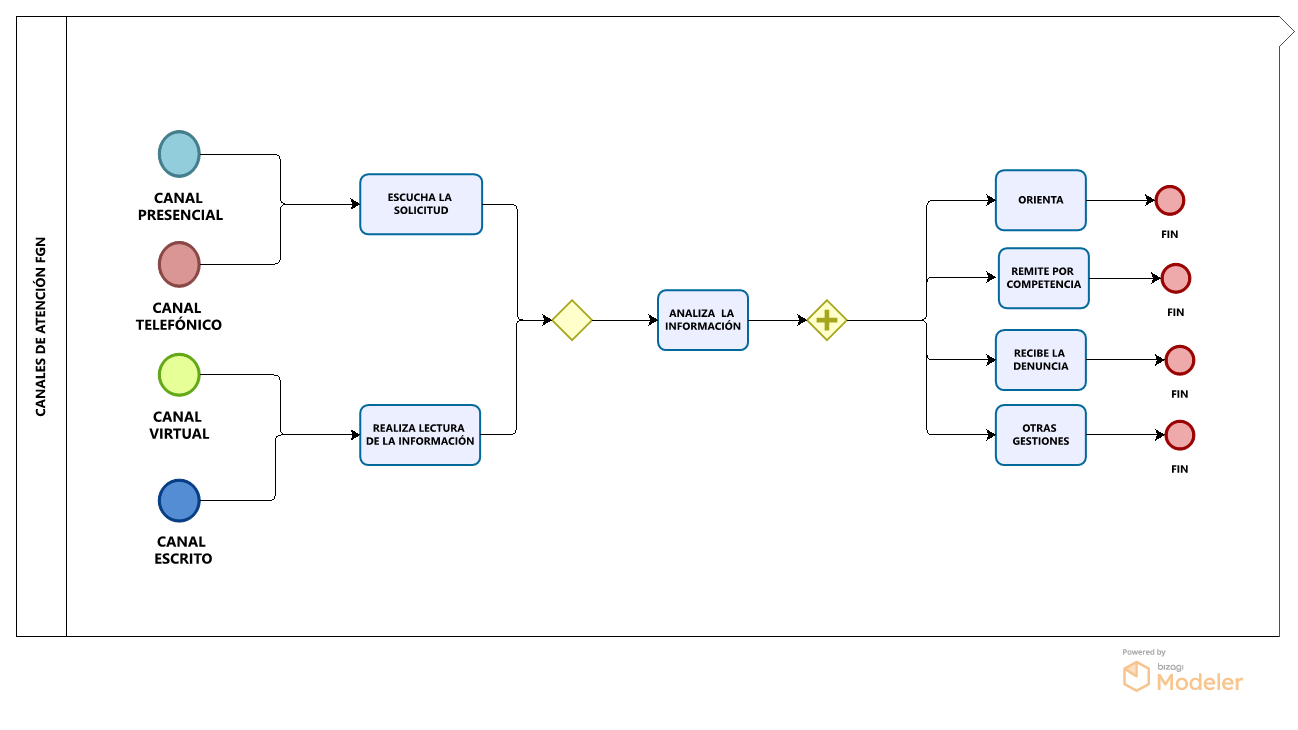 CANALES DE ATENCIÓN FGN
CANAL
PRESENCIAL
CANAL
TELEFÓNICO
CANAL
VIRTUAL
CANAL
ESCRITO
ESCUCHA LA
SOLICITUD
REALIZA LECTURA
DE LA INFORMACIÓN
ANALIZA LA
INFORMACIÓN
ORIENTA
FIN
REMITE POR
COMPETENCIA
FIN
RECIBE LA
DENUNCIA
FIN
OTRAS
GESTIONES
FIN
Powered by
bizagi
Modeler